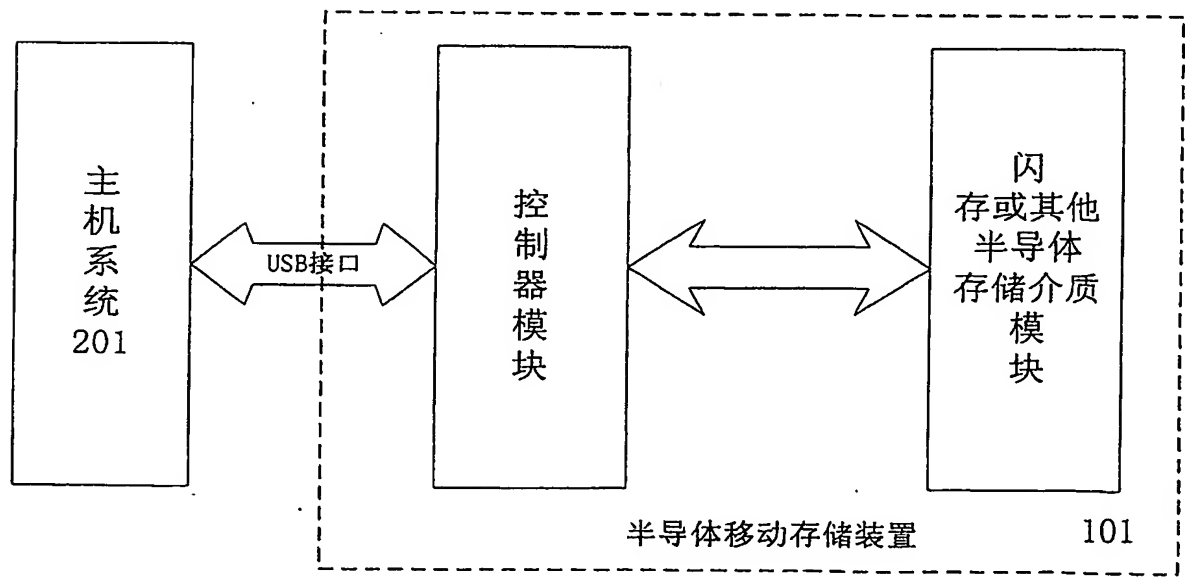 主
机
系
统
201
USB接口
控
制
器
模
块
闪
存或其他
半导体
存储介质
模
块
半导体移动存储装置 101